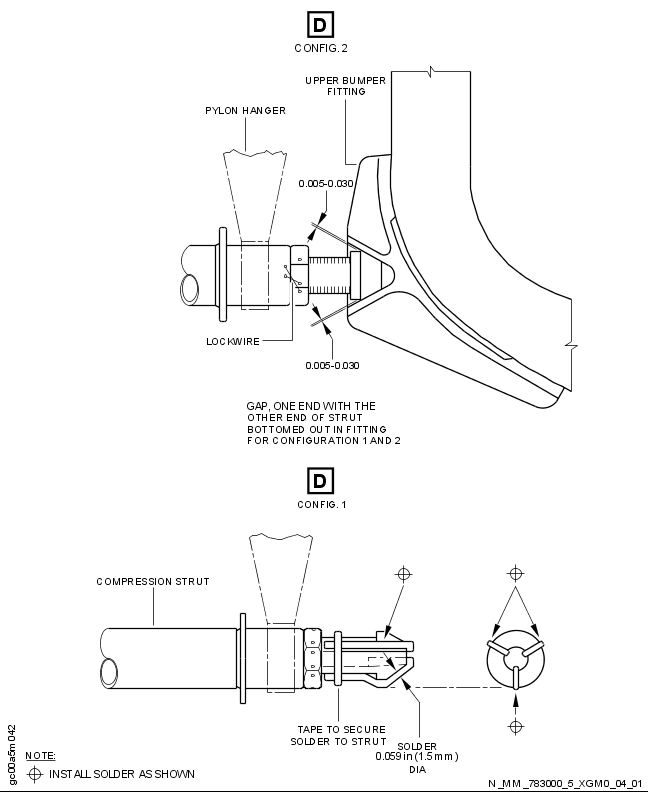 D
CONFIG. 2
UPPER BUMPER
FITTING
PYLON HANGER
0.005-0.030
LOCKWIRE
0.005-0.030
GAP, ONE END WITH THE
OTHER END OF STRUT
BOTTOMED OUT IN FITTING
FOR CONFIGURATION 1 AND 2
D
CONFIG. 1
COMPRESSION STRUT
TAPE TO SECURE
SOLDER TO STRUT
SOLDER
0.059 in (1.5 mm)
DIA
gc00a5m042
NOTE:
INSTALL SOLDER AS SHOWN
N_MM_783000_5_XGM0_04_01